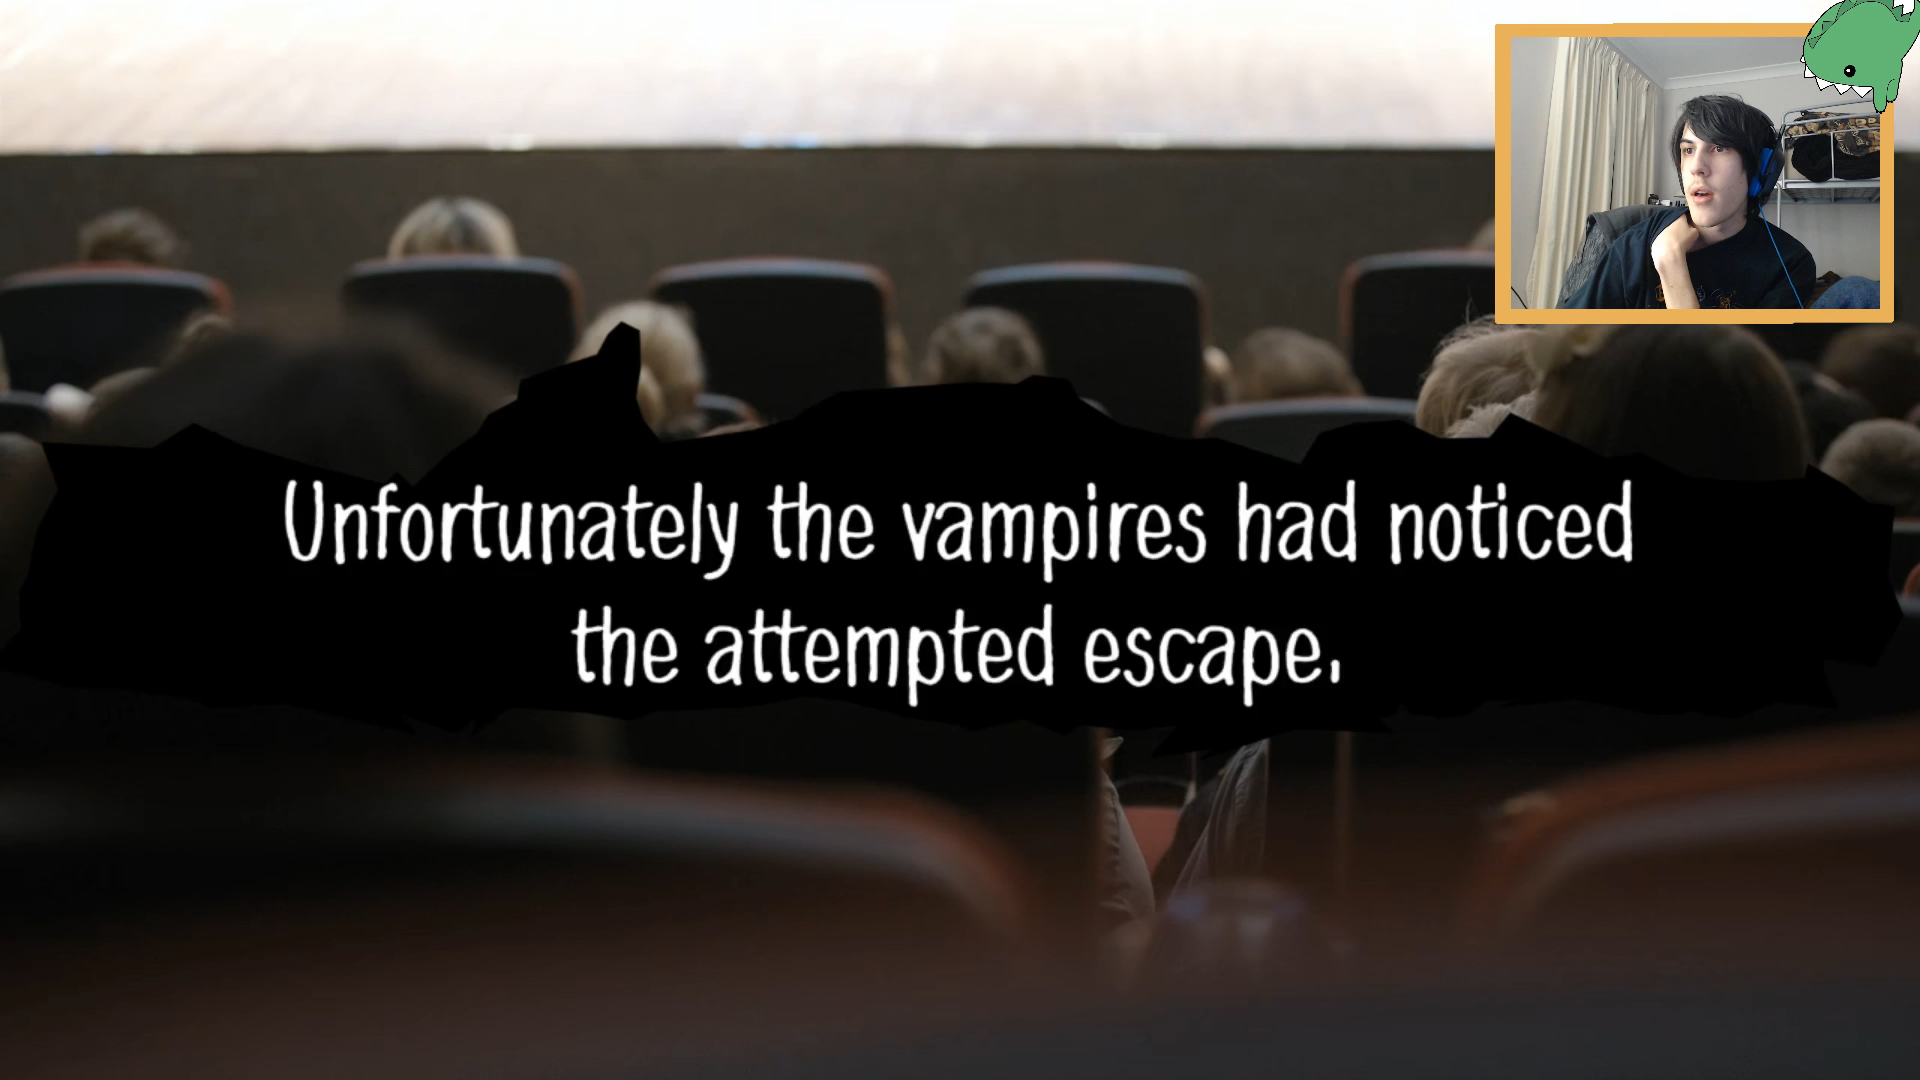 Unfortunately the vampires had noticed
the attempted escape.